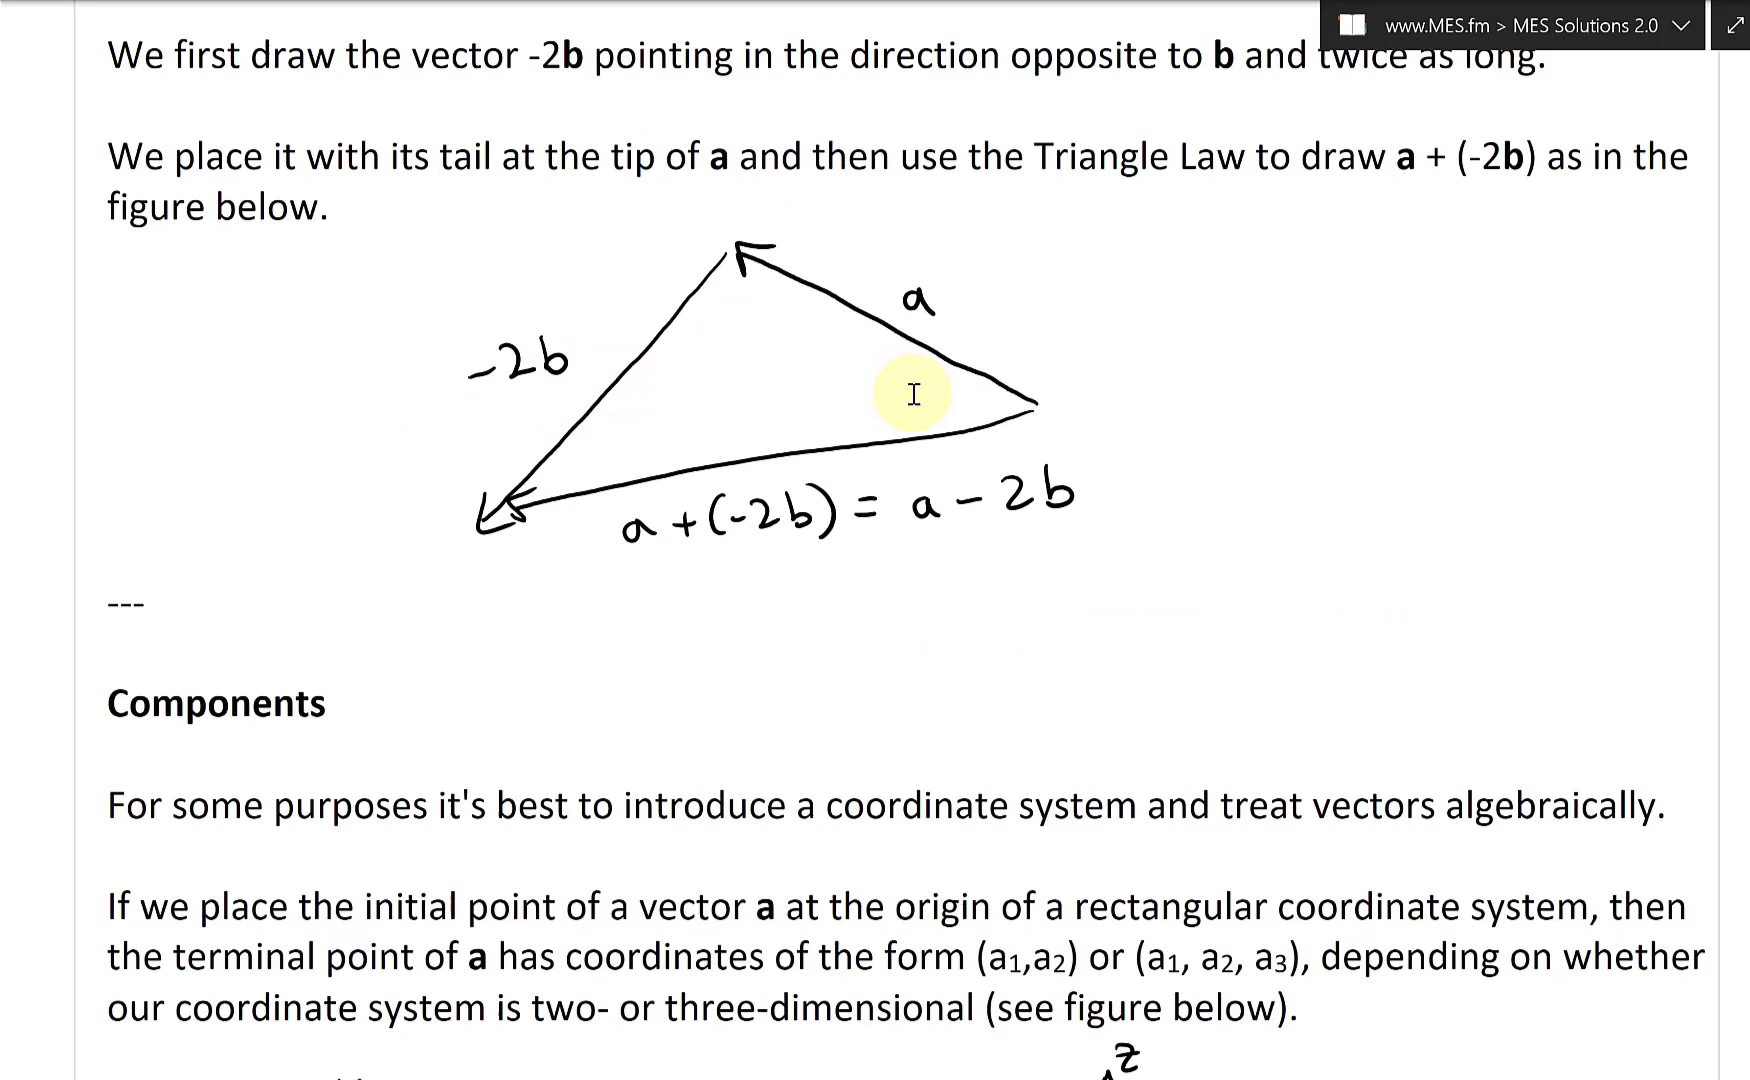 www.MES.fm > MES Solutions 2.0
We first draw the vector -2b pointing in the direction opposite to b and twice as long.
We place it with its tail at the tip of a and then use the Triangle Law to draw a + (-2b) as in the
figure below.
a
-2b
a + (-2b) = a - 2b
---
Components
For some purposes it's best to introduce a coordinate system and treat vectors algebraically.
If we place the initial point of a vector a at the origin of a rectangular coordinate system, then
the terminal point of a has coordinates of the form (a₁,a₂) or (a₁, a₂, a₃), depending on whether
our coordinate system is two- or three-dimensional (see figure below).
z